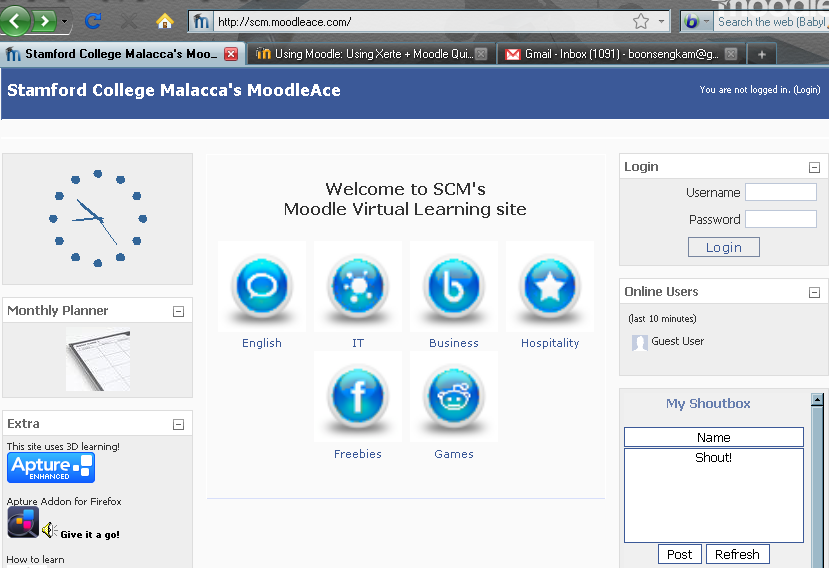 moodle
http://scm.moodleace.com/
Search the web (Babyl
Stamford College Malacca's Moo...
Using Moodle: Using Xerte + Moodle Qui...
Gmail - Inbox (1091) - boonsengkam@g...
Stamford College Malacca's MoodleAce
You are not logged in. (Login)
Monthly Planner
Extra
This site uses 3D learning!
Apture
ENHANCED
Apture Addon for Firefox
Give it a go!
How to learn
Welcome to SCM's
Moodle Virtual Learning site
English
IT
Business
Hospitality
Freebies
Games
Login
Username
Password
Login
Online Users
(last 10 minutes)
Guest User
My Shoutbox
Name
Shout!
Post
Refresh